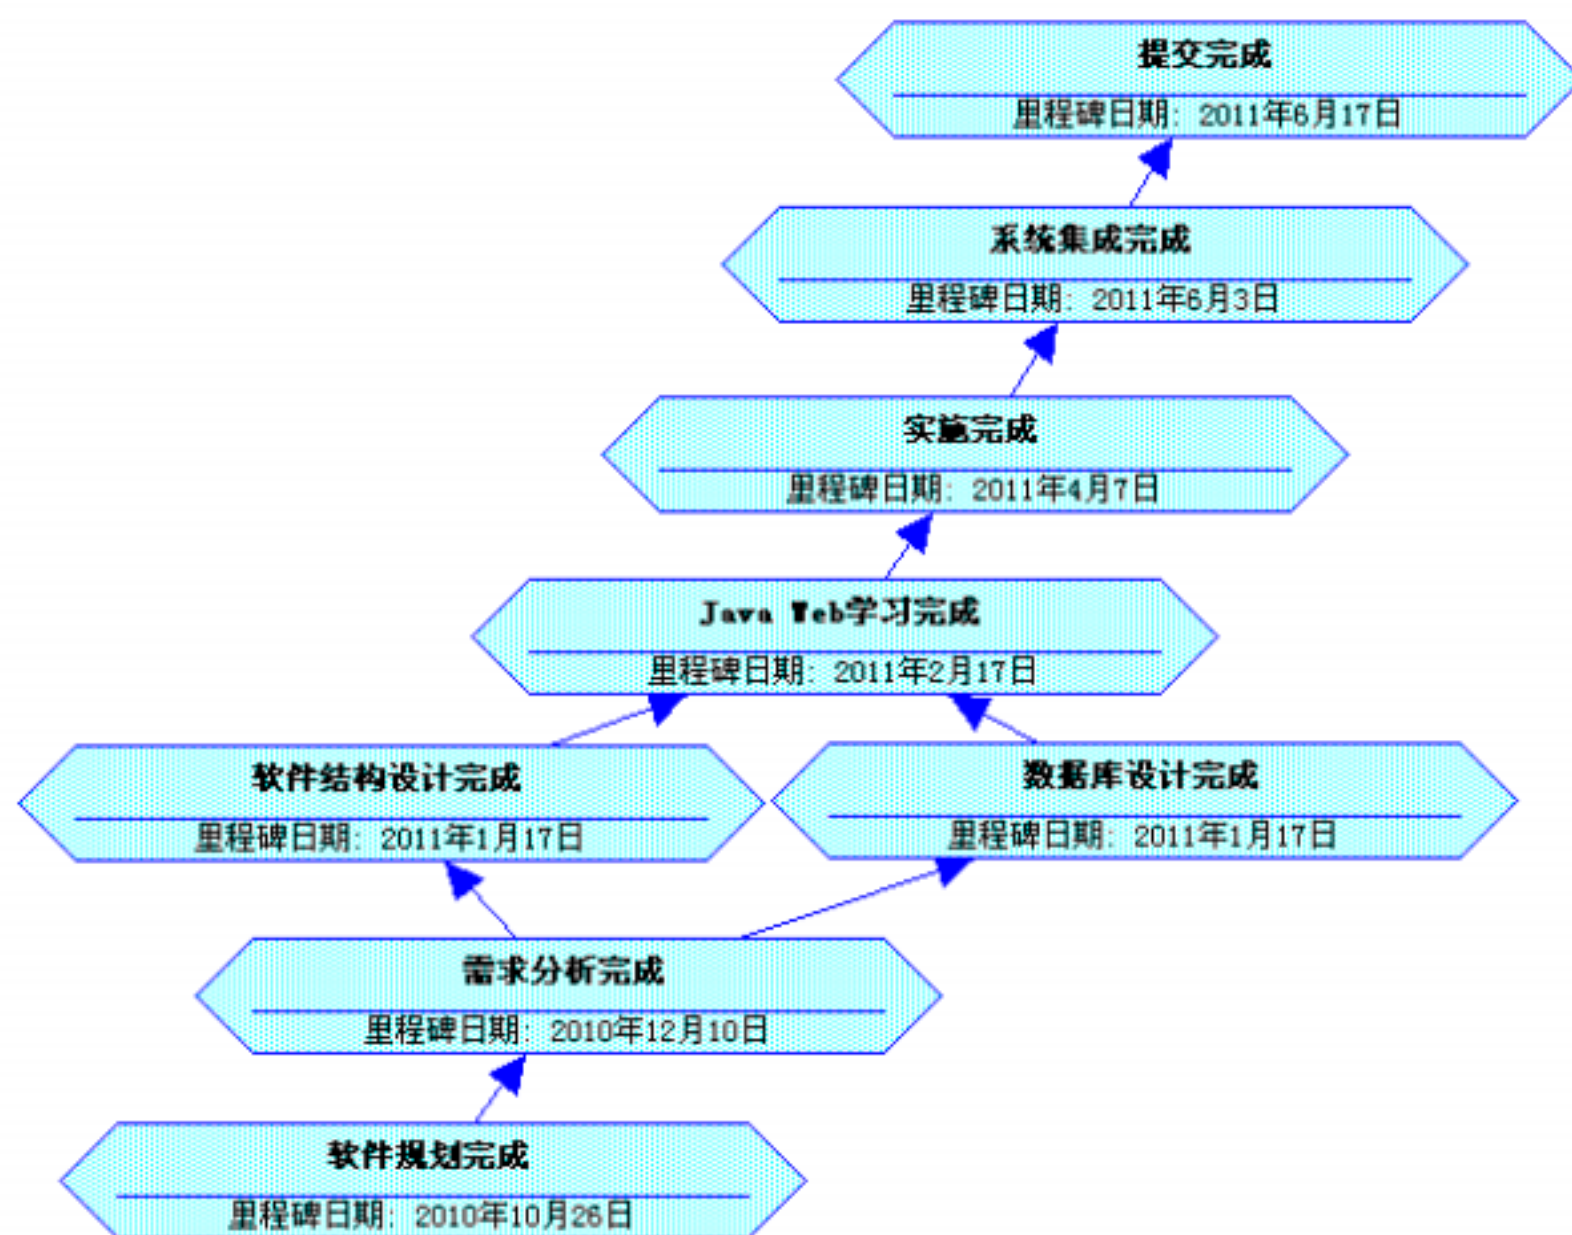 提交完成
里程碑日期: 2011年6月17日
系统集成完成
里程碑日期: 2011年6月3日
实施完成
里程碑日期: 2011年4月7日
Java Web学习完成
里程碑日期: 2011年2月17日
软件结构设计完成
里程碑日期: 2011年1月17日
数据库设计完成
里程碑日期: 2011年1月17日
需求分析完成
里程碑日期: 2010年12月10日
软件规划完成
里程碑日期: 2010年10月26日